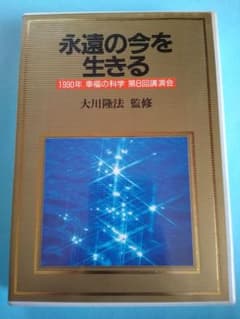 永遠の今を
生きる
1990年 幸福の科学 第8回講演会
大川隆法 監修